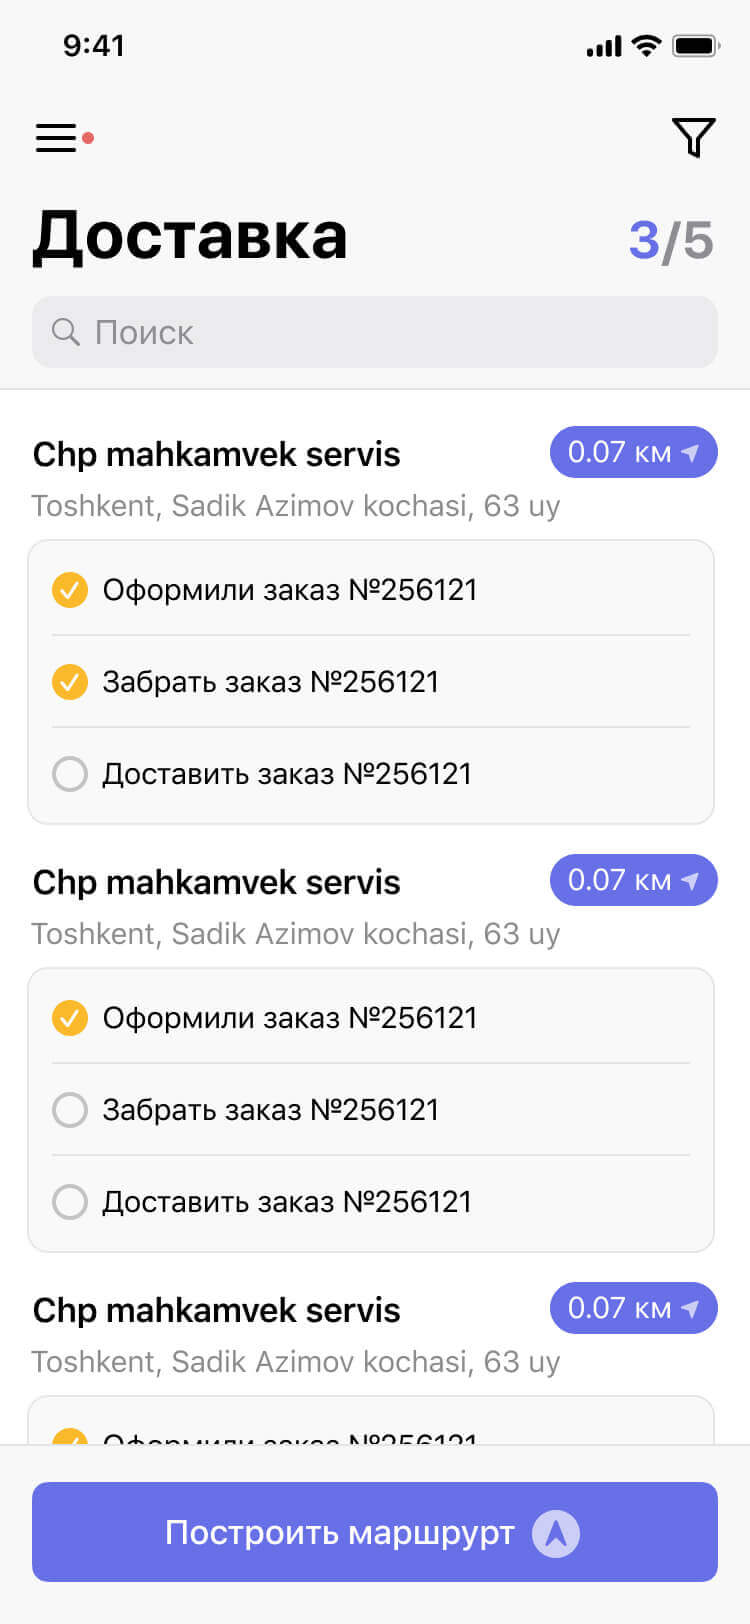 9:41
Доставка
3/5
Поиск
Chp mahkamvek servis
0.07 км
Toshkent, Sadik Azimov kochasi, 63 uy
Оформили заказ №256121
Забрать заказ №256121
Доставить заказ №256121
Chp mahkamvek servis
0.07 км
Toshkent, Sadik Azimov kochasi, 63 uy
Оформили заказ №256121
Забрать заказ №256121
Доставить заказ №256121
Chp mahkamvek servis
0.07 км
Toshkent, Sadik Azimov kochasi, 63 uy
Оформили заказ №256121
Построить маршрурт